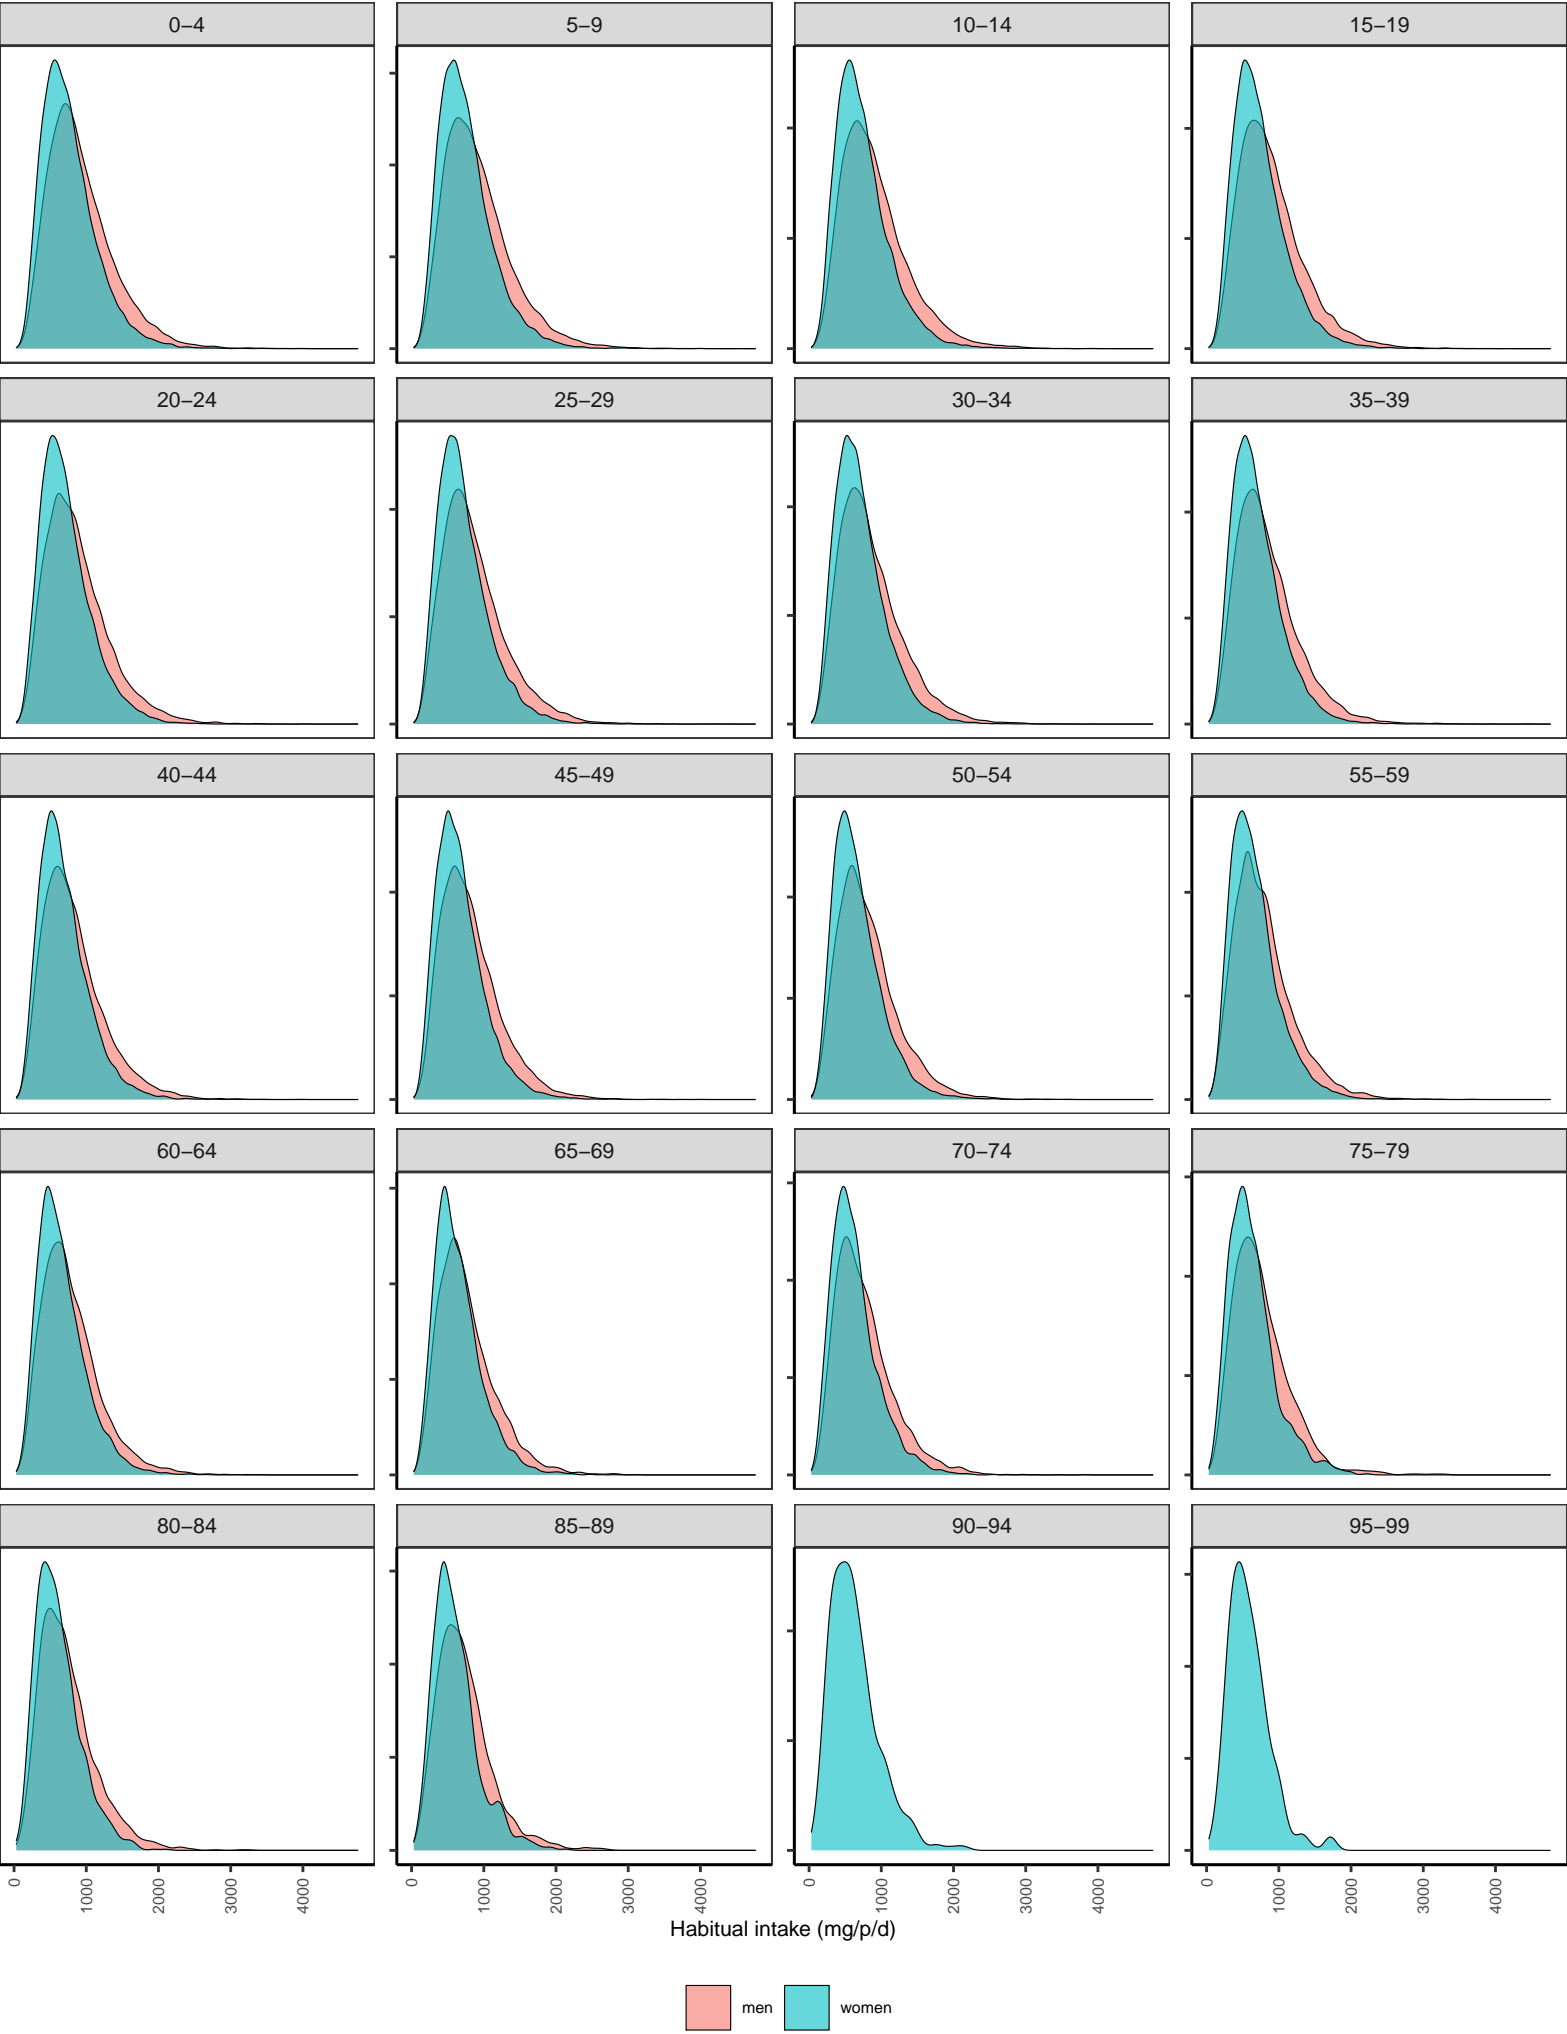 0–4 5–9 10–14 15–19
20–24 25–29 30–34 35–39
40–44 45–49 50–54 55–59
60–64 65–69 70–74 75–79
80–84 85–89 90–94 95–99
0 1000 2000 3000 4000 0 1000 2000 3000 4000 0 1000 2000 3000 4000 0 1000 2000 3000 4000
Habitual intake (mg/p/d)
men women